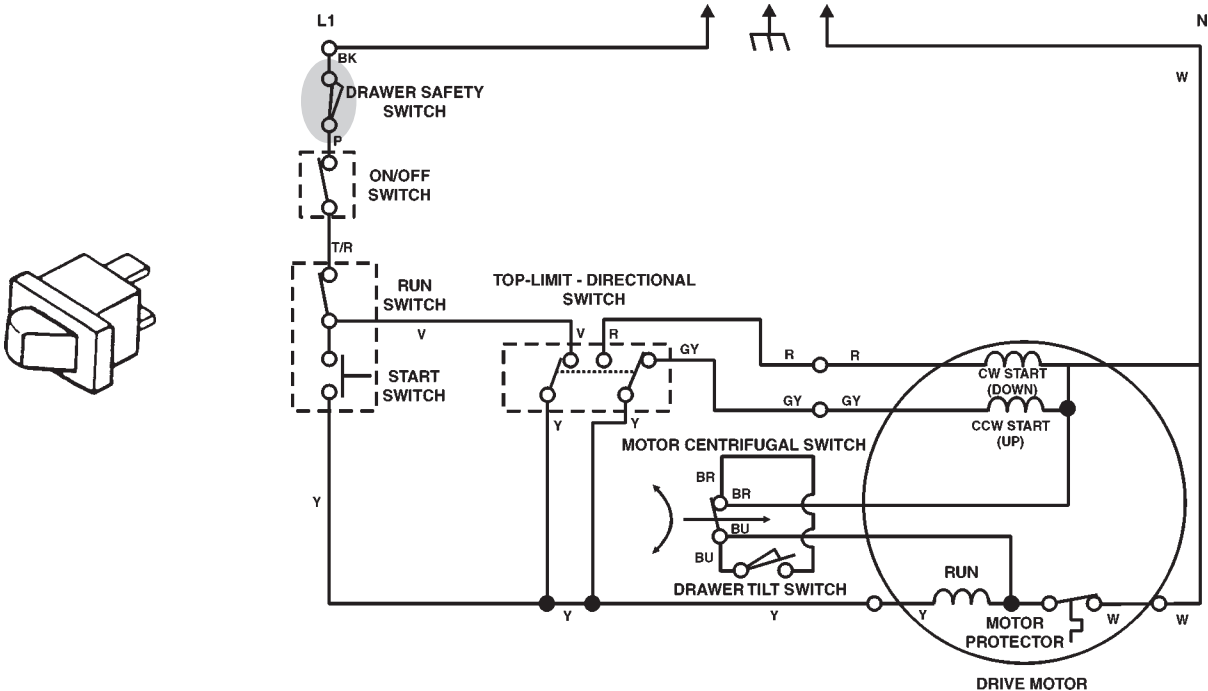 L1
N
BK
W
DRAWER SAFETY
SWITCH
P
ON/OFF
SWITCH
T/R
RUN
SWITCH
TOP-LIMIT - DIRECTIONAL
SWITCH
V
V
R
GY
R
R
START
SWITCH
CW START
(DOWN)
GY
GY
Y
Y
CCW START
(UP)
MOTOR CENTRIFUGAL SWITCH
BR
BR
Y
BU
BU
RUN
DRAWER TILT SWITCH
Y
Y
Y
MOTOR
PROTECTOR
W
W
DRIVE MOTOR